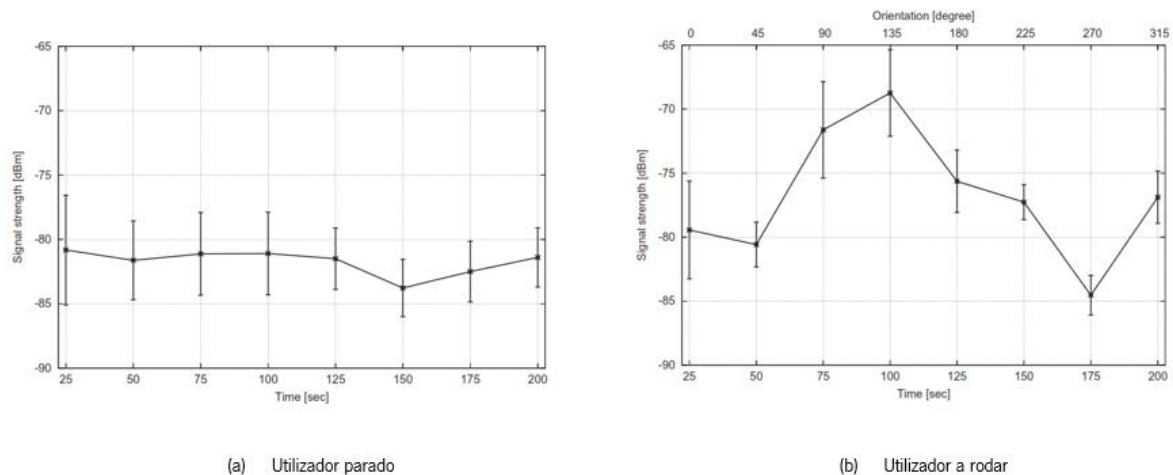 -65
-70
-75
-80
-85
-90
Signal strength [dBm]
25 50 75 100 125 150 175 200
Time [sec]
(a) Utilizador parado
Orientation [degree]
0 45 90 135 180 225 270 315
-65
-70
-75
-80
-85
-90
Signal strength [dBm]
25 50 75 100 125 150 175 200
Time [sec]
(b) Utilizador a rodar